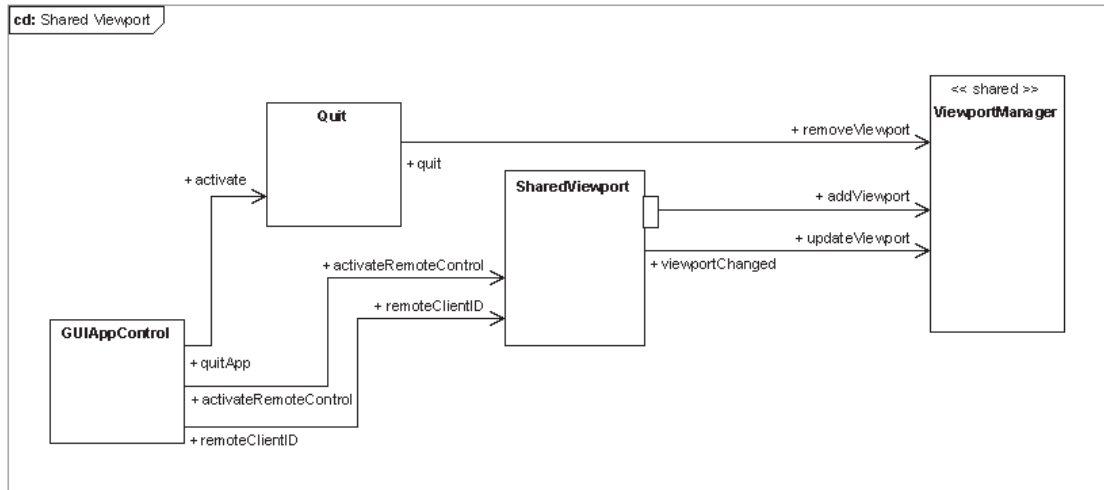 cd: Shared Viewport
<< shared >>
ViewportManager
Quit
+ removeViewport
+ quit
+ activate
SharedViewport
+ addViewport
+ updateViewport
+ viewportChanged
+ activateRemoteControl
+ remoteClientID
GUIAppControl
+ quitApp
+ activateRemoteControl
+ remoteClientID